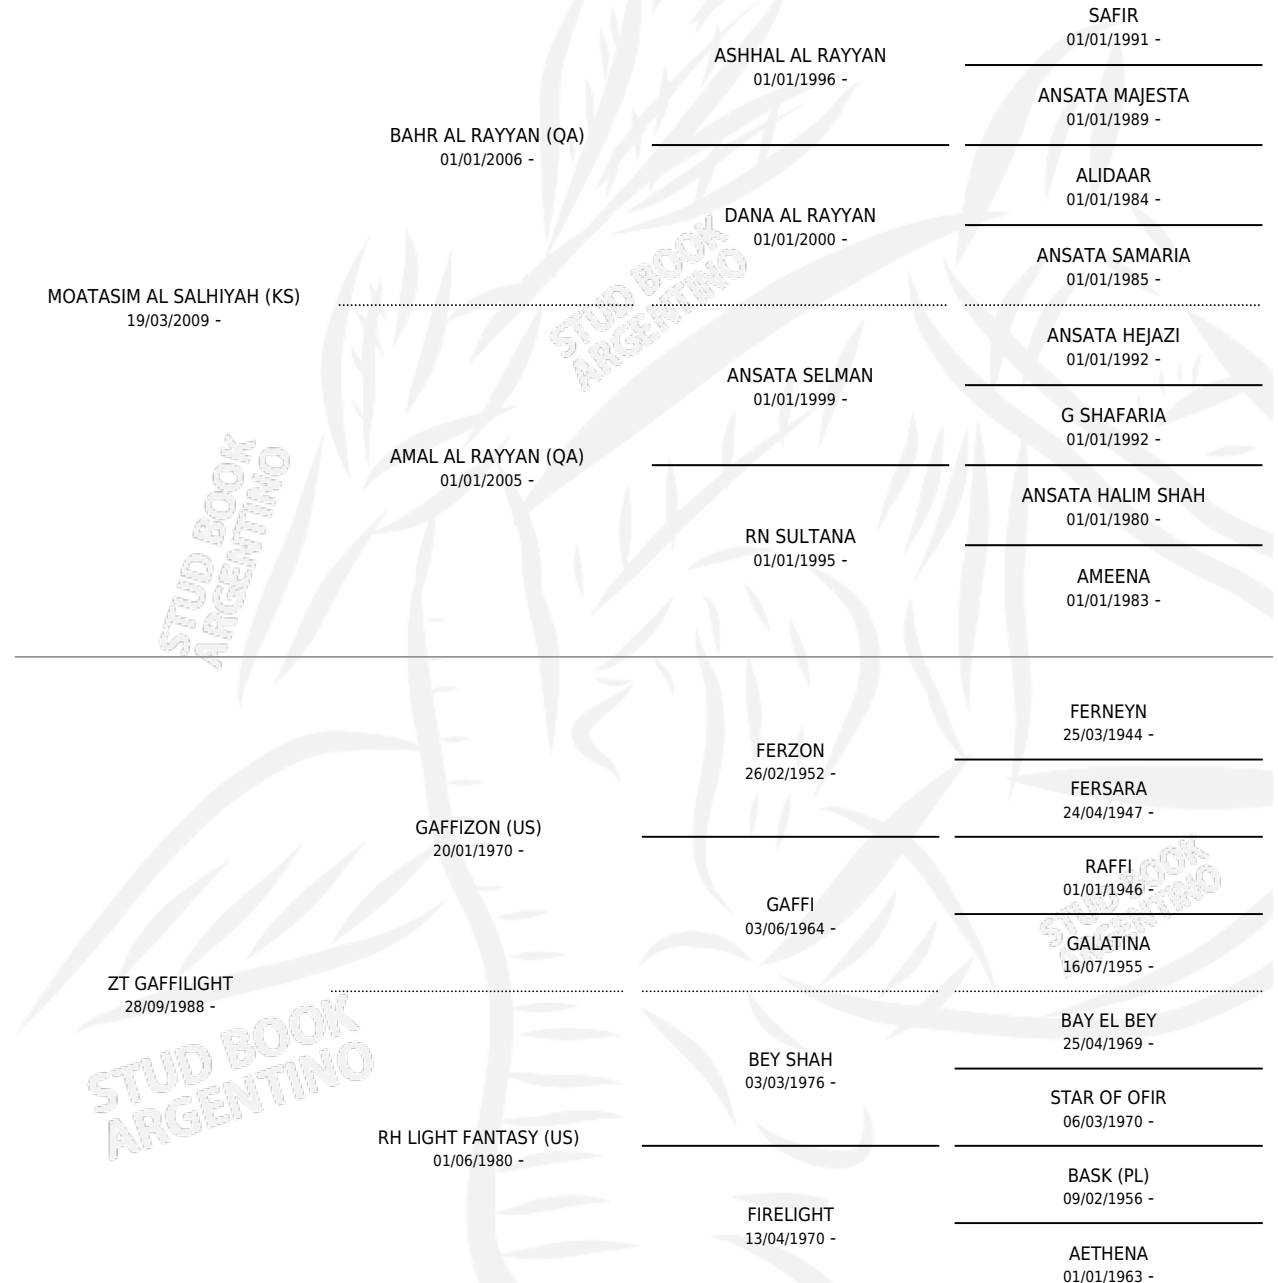 SAFIR
01/01/1991 -
ASHHAL AL RAYYAN
01/01/1996 -
ANSATA MAJESTA
01/01/1989 -
BAHR AL RAYYAN (QA)
01/01/2006 -
ALIDAAR
01/01/1984 -
DANA AL RAYYAN
01/01/2000 -
ANSATA SAMARIA
01/01/1985 -
MOATASIM AL SALHIYAH (KS)
19/03/2009 -
ANSATA HEJAZI
01/01/1992 -
ANSATA SELMAN
01/01/1999 -
G SHAFARIA
01/01/1992 -
AMAL AL RAYYAN (QA)
01/01/2005 -
ANSATA HALIM SHAH
01/01/1980 -
RN SULTANA
01/01/1995 -
AMEENA
01/01/1983 -
FERNEYN
25/03/1944 -
FERZON
26/02/1952 -
FERSARA
24/04/1947 -
GAFFIZON (US)
20/01/1970 -
RAFFI
01/01/1946 -
GAFFI
03/06/1964 -
GALATINA
16/07/1955 -
ZT GAFFILIGHT
28/09/1988 -
BAY EL BEY
25/04/1969 -
BEY SHAH
03/03/1976 -
STAR OF OFIR
06/03/1970 -
RH LIGHT FANTASY (US)
01/06/1980 -
BASK (PL)
09/02/1956 -
FIRELIGHT
13/04/1970 -
AETHENA
01/01/1963 -
STUD BOOK
ARGENTINO
STUD BOOK
ARGENTINO
STUD BOOK
ARGENTINO
STUD BOOK
ARGENTINO